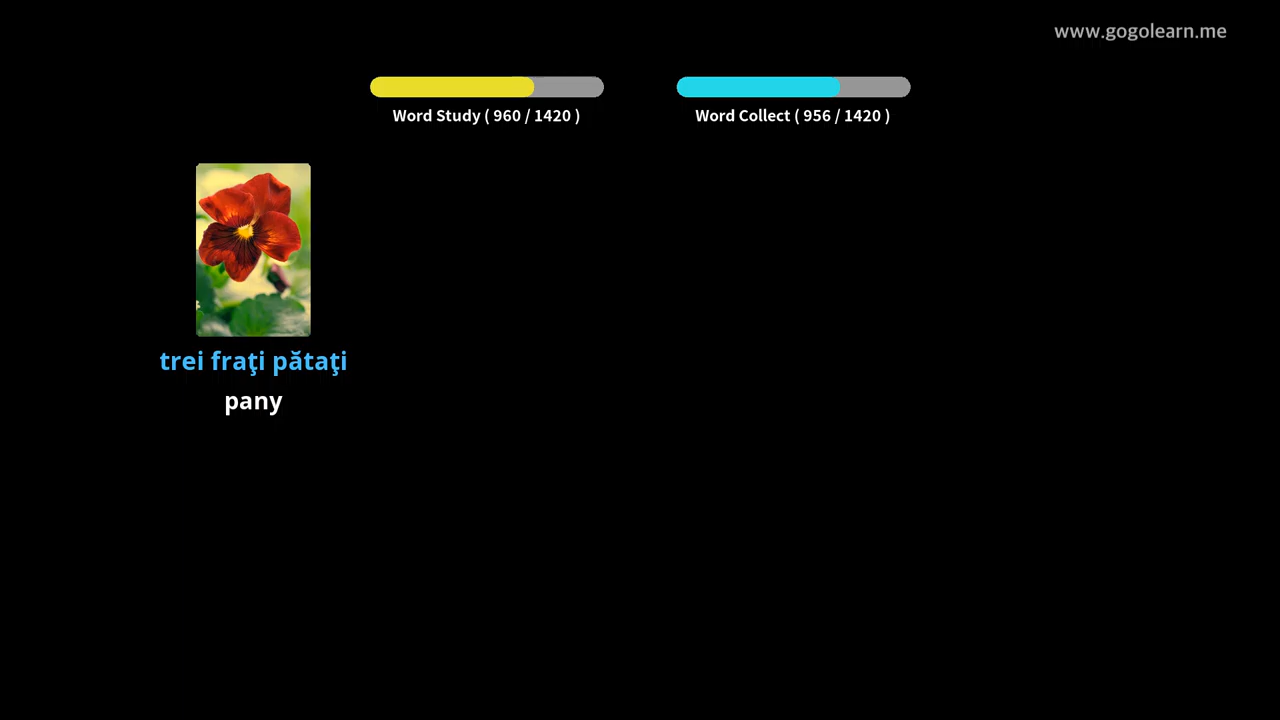 www.gogolearn.me
Word Study ( 960 / 1420 )
Word Collect ( 956 / 1420 )
trei fraţi pătaţi
pany